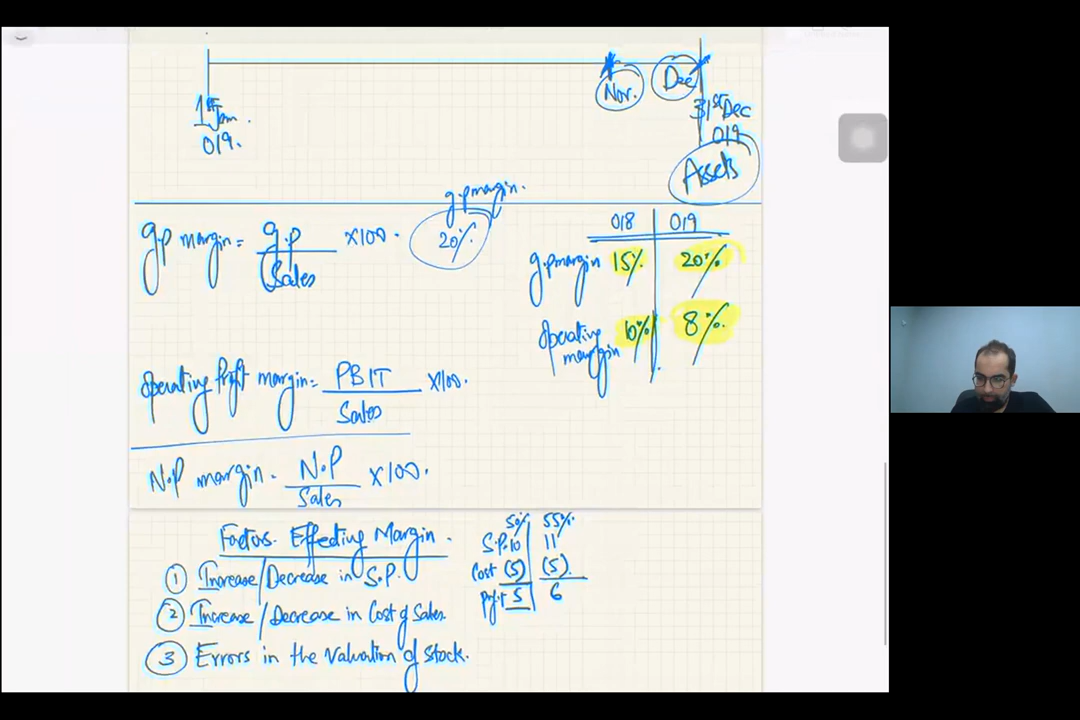 Nov. Dec
1st Jan 019.
31st Dec 019
Assets
g.p margin.
g.p margin = g.p / Sales x100. 20%
018 019
g.p margin 15% 20%
operating margin 6% 8%.
operating profit margin = PBIT / Sales x100.
N.P margin = N.P / Sales x100.
Factors Effecting Margin.
50% 55%
S.P. 10 11
Cost (5) (5)
Profit 5 6
① Increase/Decrease in S.P.
② Increase/Decrease in Cost of Sales.
③ Errors in the Valuation of Stock.